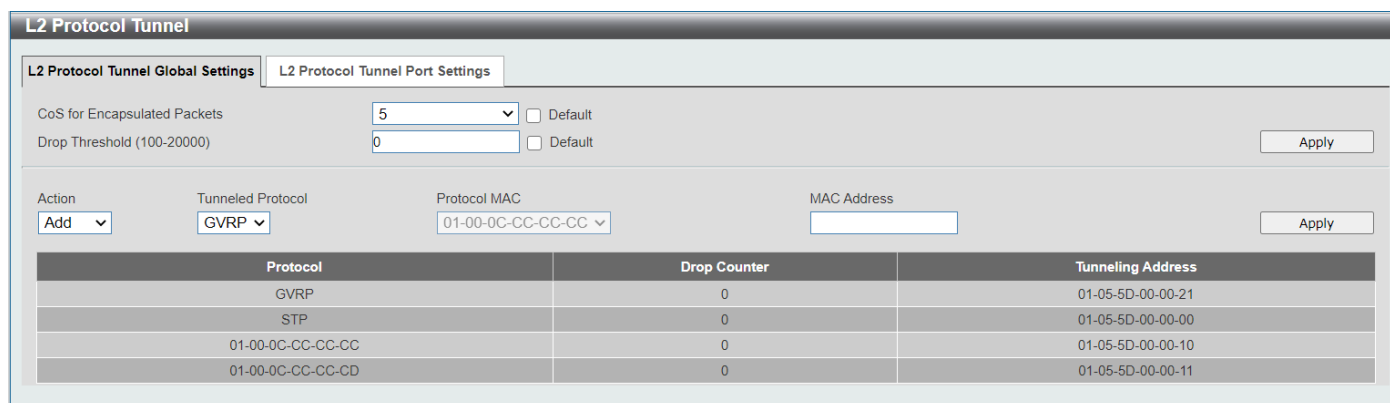 L2 Protocol Tunnel
L2 Protocol Tunnel Global Settings L2 Protocol Tunnel Port Settings
CoS for Encapsulated Packets 5 Default
Drop Threshold (100-20000) 0 Default Apply
Action Tunneled Protocol Protocol MAC MAC Address
Add GVRP 01-00-0C-CC-CC-CC Apply
Protocol Drop Counter Tunneling Address
GVRP 0 01-05-5D-00-00-21
STP 0 01-05-5D-00-00-00
01-00-0C-CC-CC-CC 0 01-05-5D-00-00-10
01-00-0C-CC-CC-CD 0 01-05-5D-00-00-11